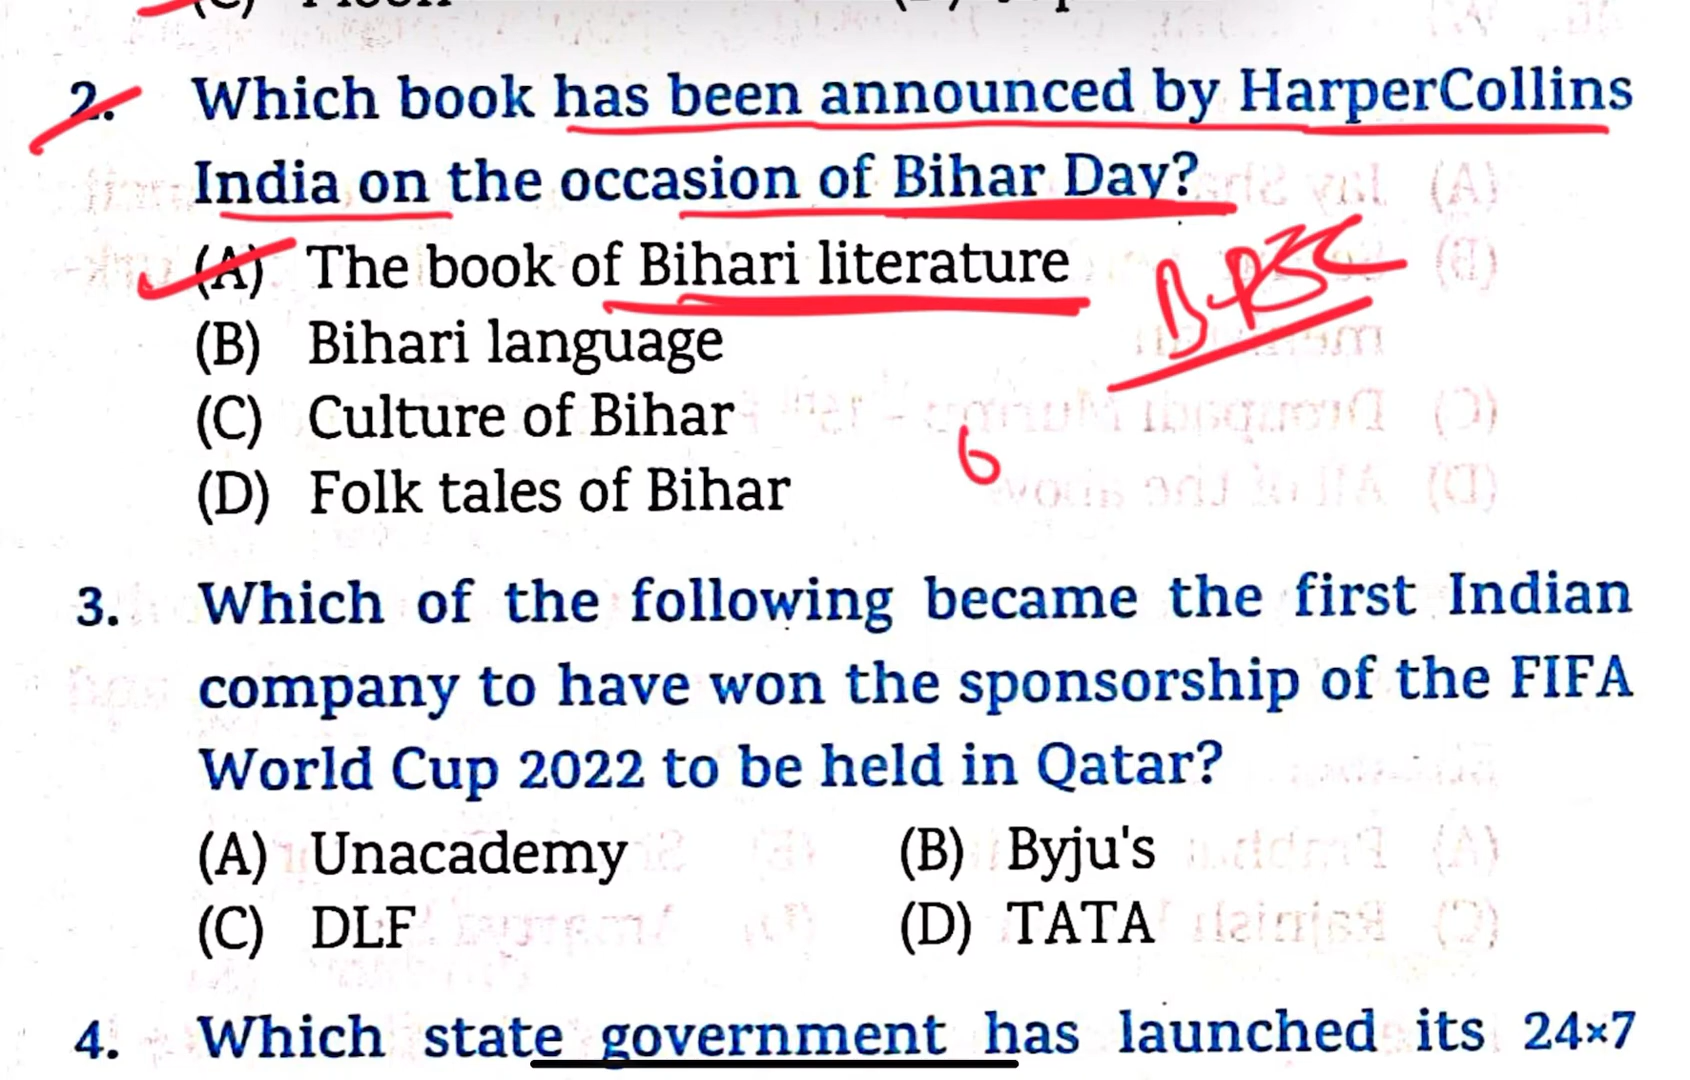 2. Which book has been announced by HarperCollins
India on the occasion of Bihar Day?
(A) The book of Bihari literature
BPSC
(B) Bihari language
(C) Culture of Bihar
6
(D) Folk tales of Bihar
3. Which of the following became the first Indian
company to have won the sponsorship of the FIFA
World Cup 2022 to be held in Qatar?
(A) Unacademy (B) Byju's
(C) DLF (D) TATA
4. Which state government has launched its 24×7